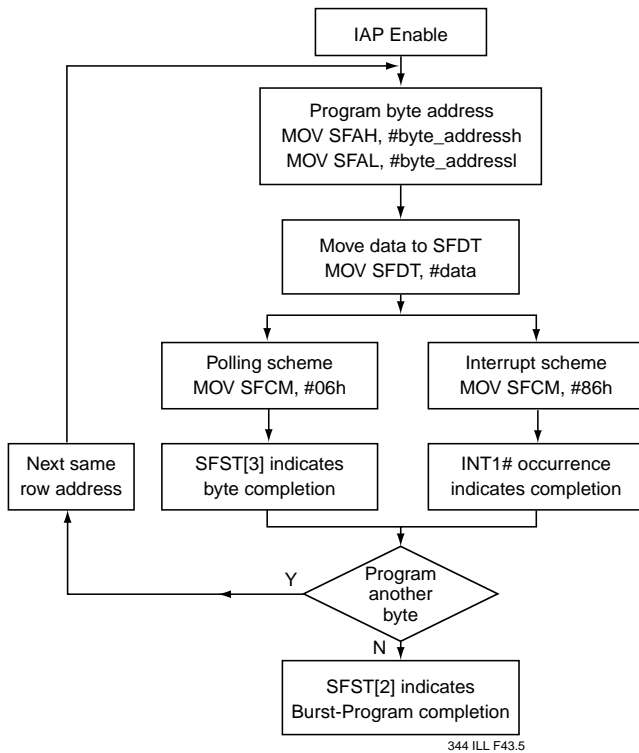 IAP Enable
Program byte address
MOV SFAH, #byte_addressh
MOV SFAL, #byte_addressl
Move data to SFDT
MOV SFDT, #data
Polling scheme
MOV SFCM, #06h
Interrupt scheme
MOV SFCM, #86h
Next same
row address
SFST[3] indicates
byte completion
INT1# occurrence
indicates completion
Y
Program
another
byte
N
SFST[2] indicates
Burst-Program completion
344 ILL F43.5